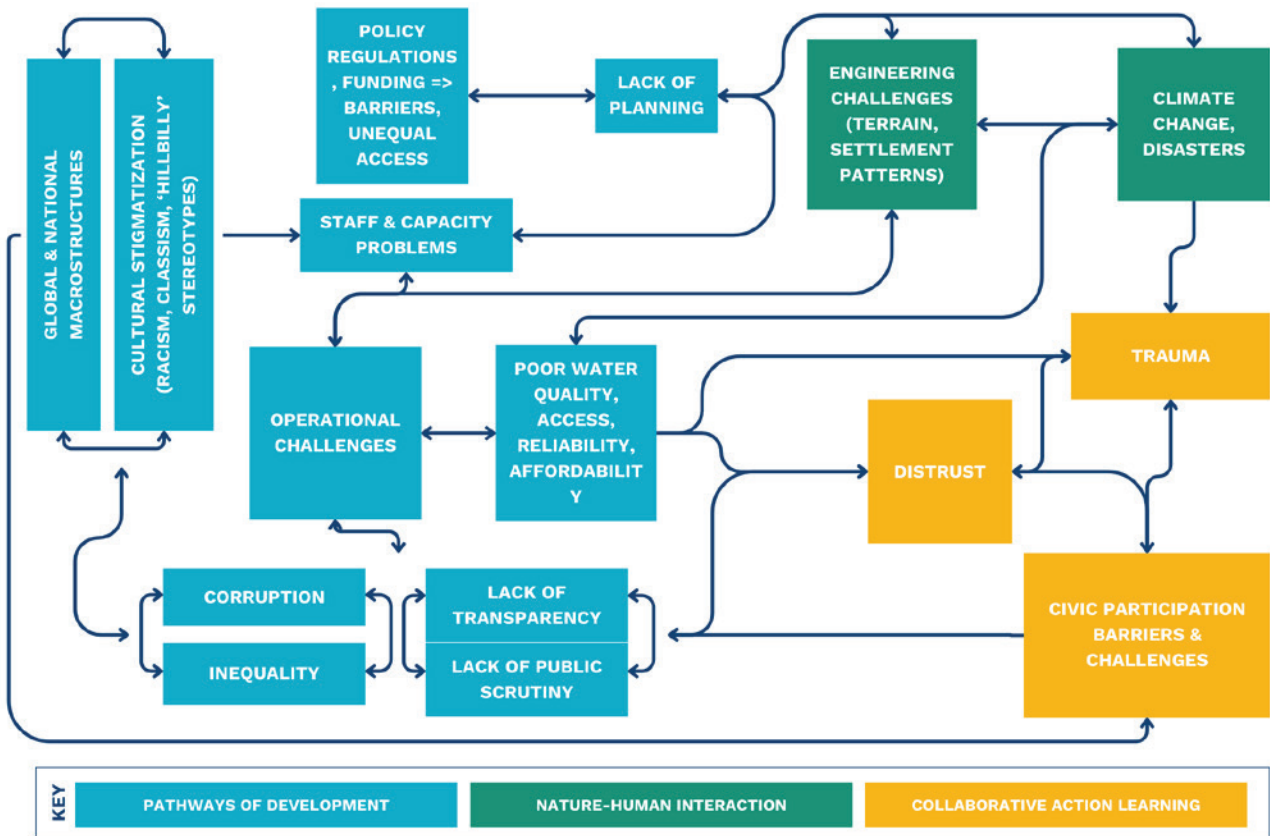 GLOBAL & NATIONAL
MACROSTRUCTURES
CULTURAL STIGMATIZATION
(RACISM, CLASSISM, ‘HILLBILLY’
STEREOTYPES)
POLICY
REGULATIONS
, FUNDING =>
BARRIERS,
UNEQUAL
ACCESS
LACK OF
PLANNING
ENGINEERING
CHALLENGES
(TERRAIN,
SETTLEMENT
PATTERNS)
CLIMATE
CHANGE,
DISASTERS
STAFF & CAPACITY
PROBLEMS
OPERATIONAL
CHALLENGES
POOR WATER
QUALITY,
ACCESS,
RELIABILITY,
AFFORDABILIT
Y
TRAUMA
DISTRUST
CORRUPTION
INEQUALITY
LACK OF
TRANSPARENCY
LACK OF PUBLIC
SCRUTINY
CIVIC PARTICIPATION
BARRIERS &
CHALLENGES
KEY
PATHWAYS OF DEVELOPMENT
NATURE-HUMAN INTERACTION
COLLABORATIVE ACTION LEARNING